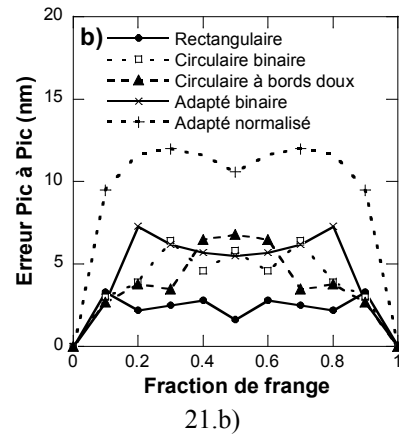 b)
Rectangulaire
Circulaire binaire
Circulaire à bords doux
Adapté binaire
Adapté normalisé
Erreur Pic à Pic (nm)
20
15
10
5
0
0 0.2 0.4 0.6 0.8 1
Fraction de frange
21.b)